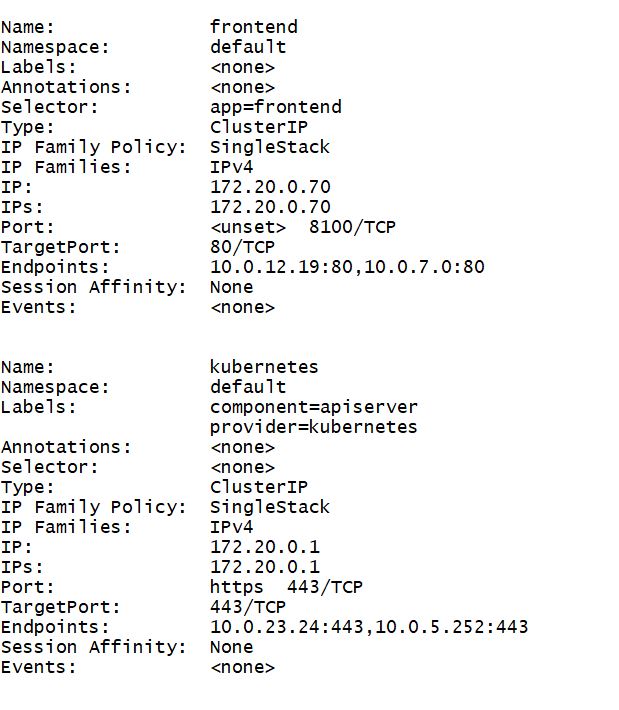 Name:              frontend
Namespace:         default
Labels:            <none>
Annotations:       <none>
Selector:          app=frontend
Type:              ClusterIP
IP Family Policy:  SingleStack
IP Families:       IPv4
IP:                172.20.0.70
IPs:               172.20.0.70
Port:              <unset>  8100/TCP
TargetPort:        80/TCP
Endpoints:         10.0.12.19:80,10.0.7.0:80
Session Affinity:  None
Events:            <none>
Name:              kubernetes
Namespace:         default
Labels:            component=apiserver
                   provider=kubernetes
Annotations:       <none>
Selector:          <none>
Type:              ClusterIP
IP Family Policy:  SingleStack
IP Families:       IPv4
IP:                172.20.0.1
IPs:               172.20.0.1
Port:              https  443/TCP
TargetPort:        443/TCP
Endpoints:         10.0.23.24:443,10.0.5.252:443
Session Affinity:  None
Events:            <none>